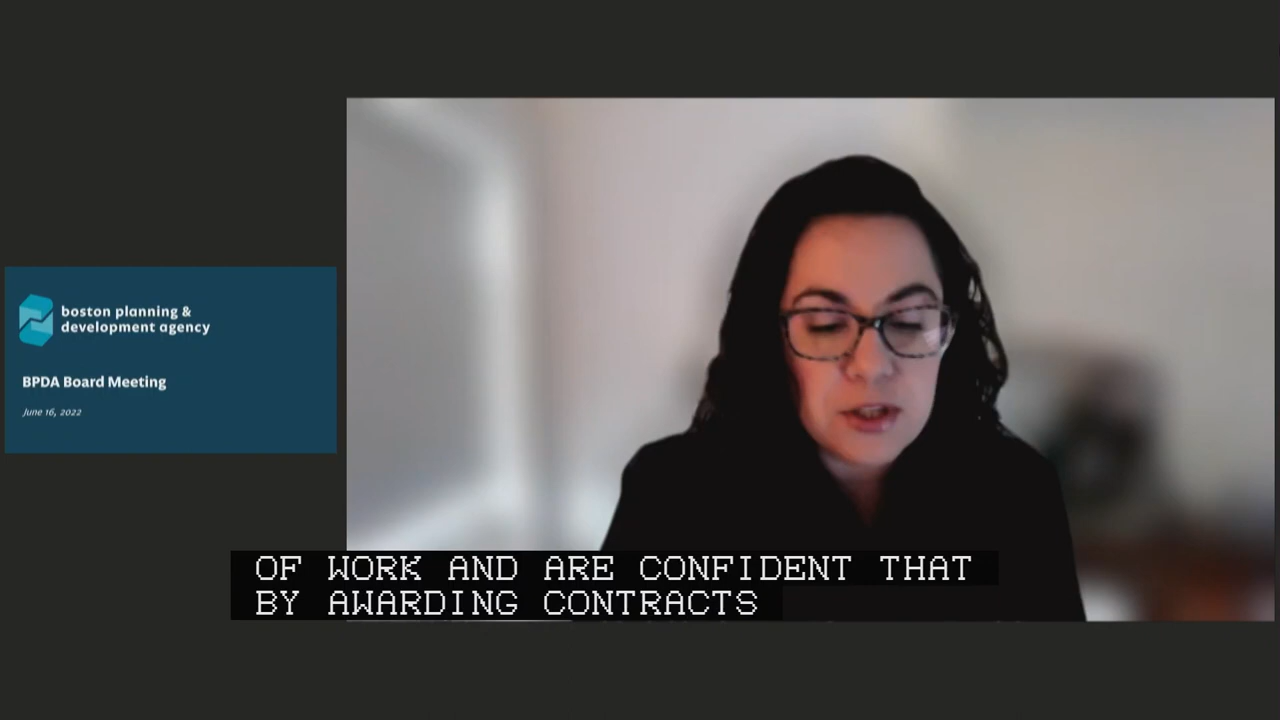 boston planning &
development agency
BPDA Board Meeting
June 16, 2022
OF WORK AND ARE CONFIDENT THAT
BY AWARDING CONTRACTS